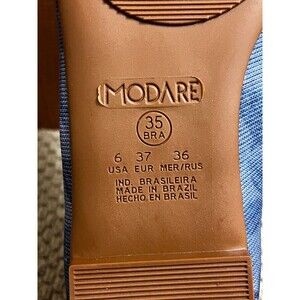 MODARE
35
BRA
6 37 36
USA EUR MER/RUS
IND. BRASILEIRA
MADE IN BRAZIL
HECHO EN BRASIL